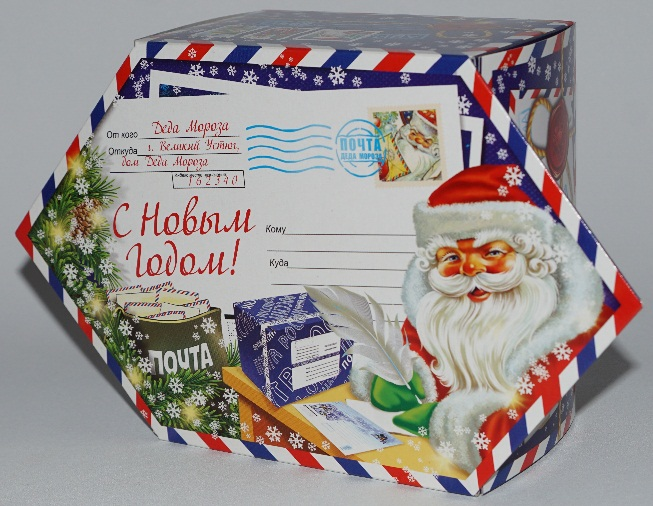 От кого Деда Мороза
Откуда г. Великий Устюг,
дом Деда Мороза
162340
ПОЧТА
ДЕДА МОРОЗА
С Новым
Годом!
Кому
Куда
ПОЧТА